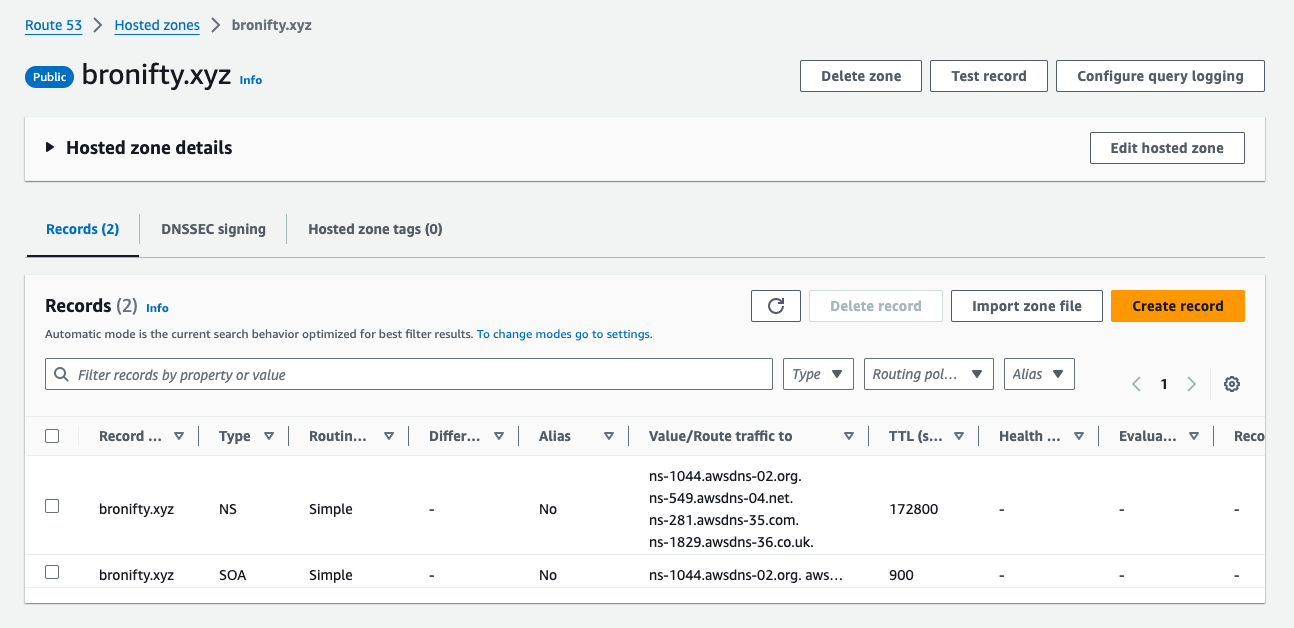 Route 53 > Hosted zones > bronifty.xyz
Public bronifty.xyz Info
Delete zone Test record Configure query logging
Hosted zone details
Edit hosted zone
Records (2) DNSSEC signing Hosted zone tags (0)
Records (2) Info
Delete record Import zone file Create record
Automatic mode is the current search behavior optimized for best filter results. To change modes go to settings.
Filter records by property or value
Type Routing pol... Alias
1
Record ... Type Routin... Differ... Alias Value/Route traffic to TTL (s... Health ... Evalua... Reco
bronifty.xyz NS Simple - No
ns-1044.awsdns-02.org.
ns-549.awsdns-04.net.
ns-281.awsdns-35.com.
ns-1829.awsdns-36.co.uk.
172800 - - -
bronifty.xyz SOA Simple - No ns-1044.awsdns-02.org. aws... 900 - - -